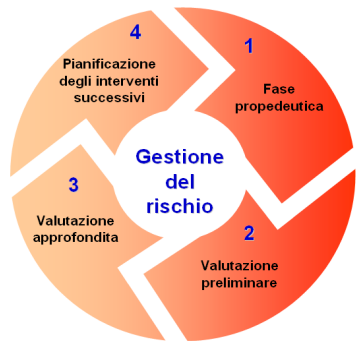 4
Pianificazione
degli interventi
successivi
1
Fase
propedeutica
Gestione
del
rischio
3
Valutazione
approfondita
2
Valutazione
preliminare